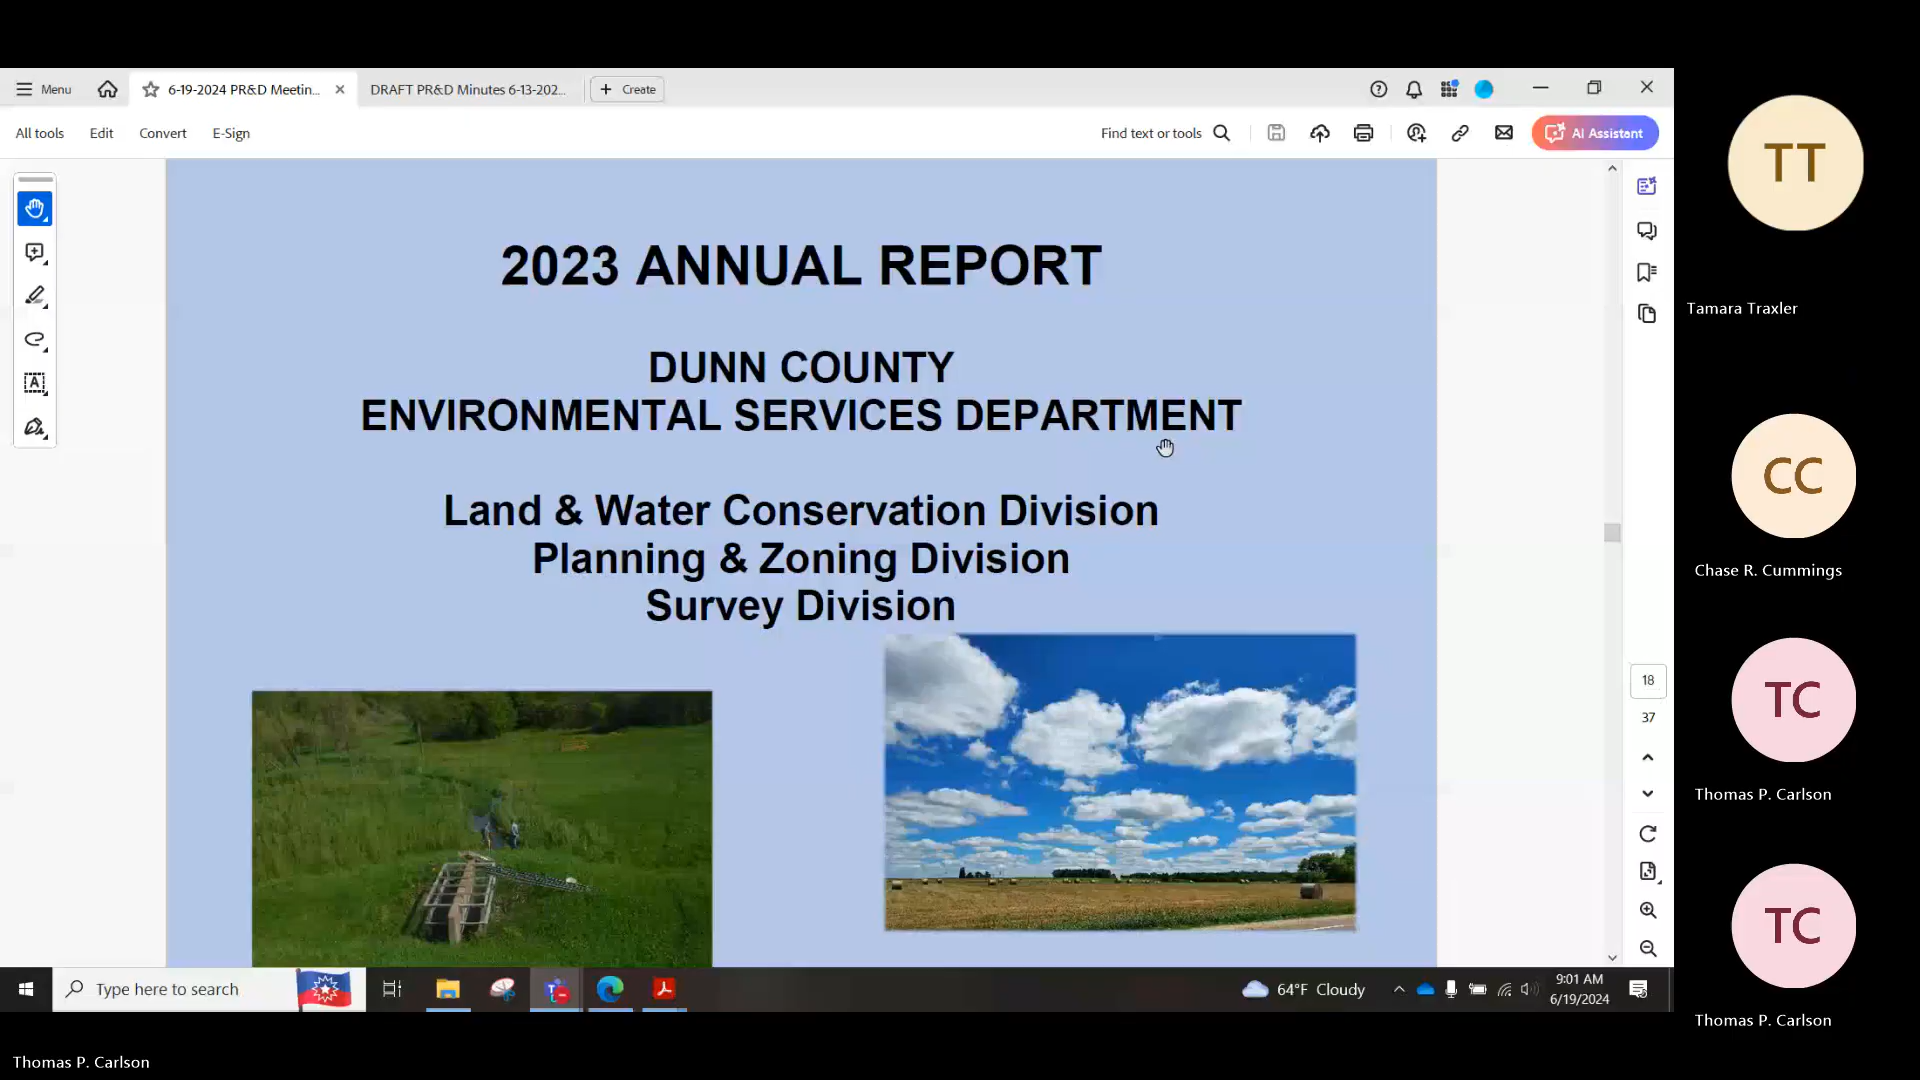 Menu
6-19-2024 PR&D Meetin...
DRAFT PR&D Minutes 6-13-202...
Create
All tools
Edit
Convert
E-Sign
Find text or tools
AI Assistant
2023 ANNUAL REPORT
DUNN COUNTY
ENVIRONMENTAL SERVICES DEPARTMENT
Land & Water Conservation Division
Planning & Zoning Division
Survey Division
18
37
Type here to search
64°F Cloudy
9:01 AM
6/19/2024
TT
Tamara Traxler
CC
Chase R. Cummings
TC
Thomas P. Carlson
TC
Thomas P. Carlson
Thomas P. Carlson